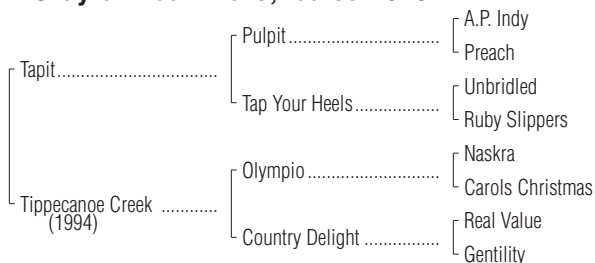 A.P. Indy
Pulpit........................................
Preach
Tapit.................................
Unbridled
Tap Your Heels..................
Ruby Slippers
Naskra
Olympio............................
Carols Christmas
Tippecanoe Creek ............
(1994)
Real Value
Country Delight ................
Gentility